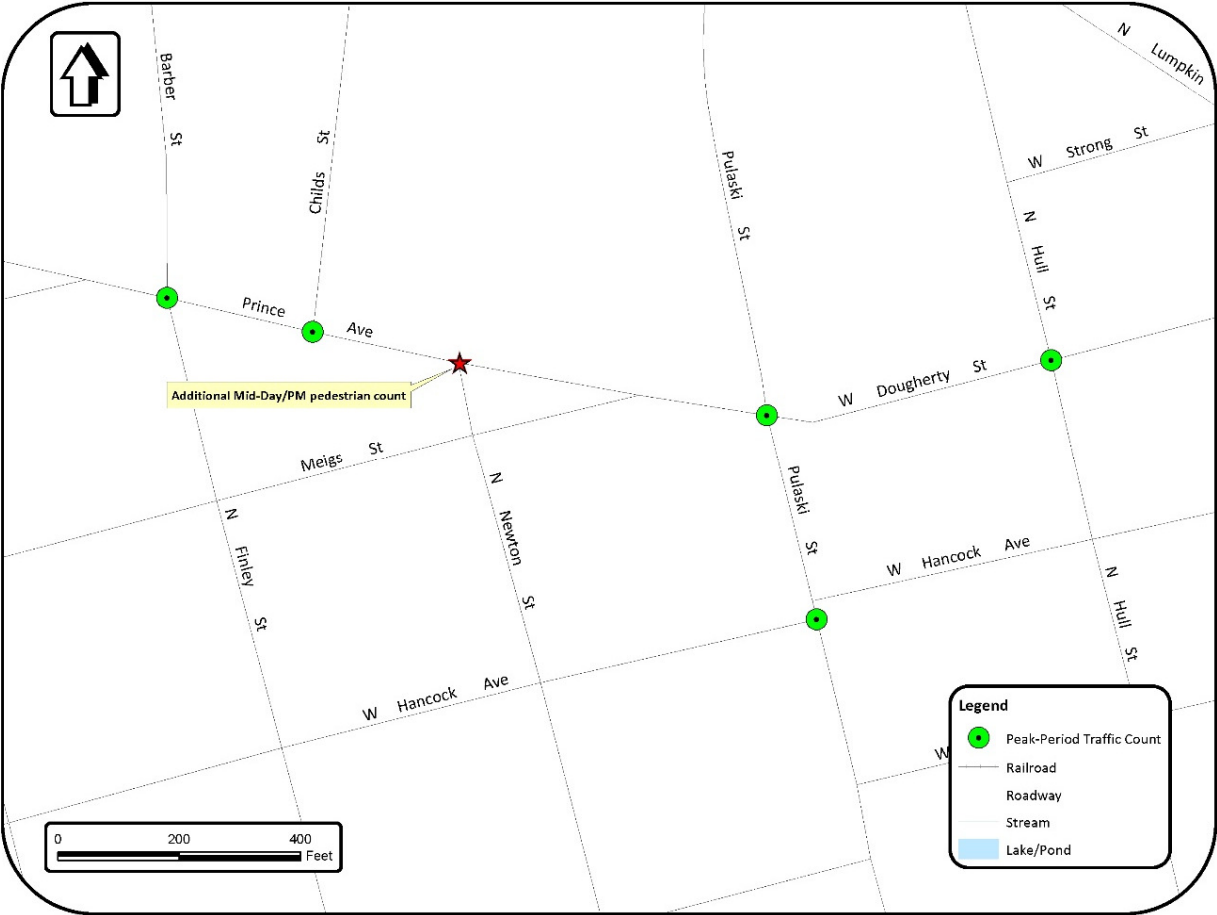 N Lumpkin
Barber St
Childs St
W Strong St
Pulaski St
N Hull St
Prince Ave
W Dougherty St
Additional Mid-Day/PM pedestrian count
Meigs St
Pulaski St
N Newton St
N Finley St
W Hancock Ave
N Hull St
W Hancock Ave
W
Legend
Peak-Period Traffic Count
Railroad
Roadway
Stream
Lake/Pond
0 200 400
Feet